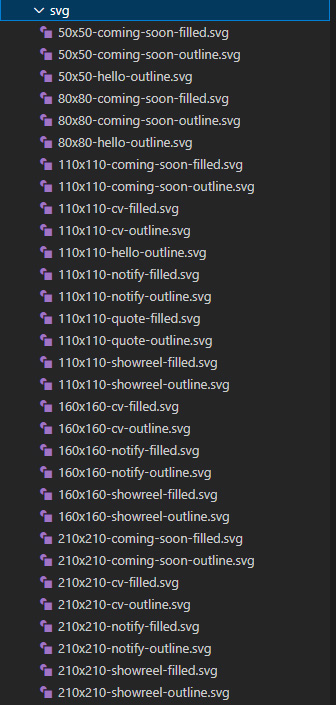 svg
50x50-coming-soon-filled.svg
50x50-coming-soon-outline.svg
50x50-hello-outline.svg
80x80-coming-soon-filled.svg
80x80-coming-soon-outline.svg
80x80-hello-outline.svg
110x110-coming-soon-filled.svg
110x110-coming-soon-outline.svg
110x110-cv-filled.svg
110x110-cv-outline.svg
110x110-hello-outline.svg
110x110-notify-filled.svg
110x110-notify-outline.svg
110x110-quote-filled.svg
110x110-quote-outline.svg
110x110-showreel-filled.svg
110x110-showreel-outline.svg
160x160-cv-filled.svg
160x160-cv-outline.svg
160x160-notify-filled.svg
160x160-notify-outline.svg
160x160-showreel-filled.svg
160x160-showreel-outline.svg
210x210-coming-soon-filled.svg
210x210-coming-soon-outline.svg
210x210-cv-filled.svg
210x210-cv-outline.svg
210x210-notify-filled.svg
210x210-notify-outline.svg
210x210-showreel-filled.svg
210x210-showreel-outline.svg